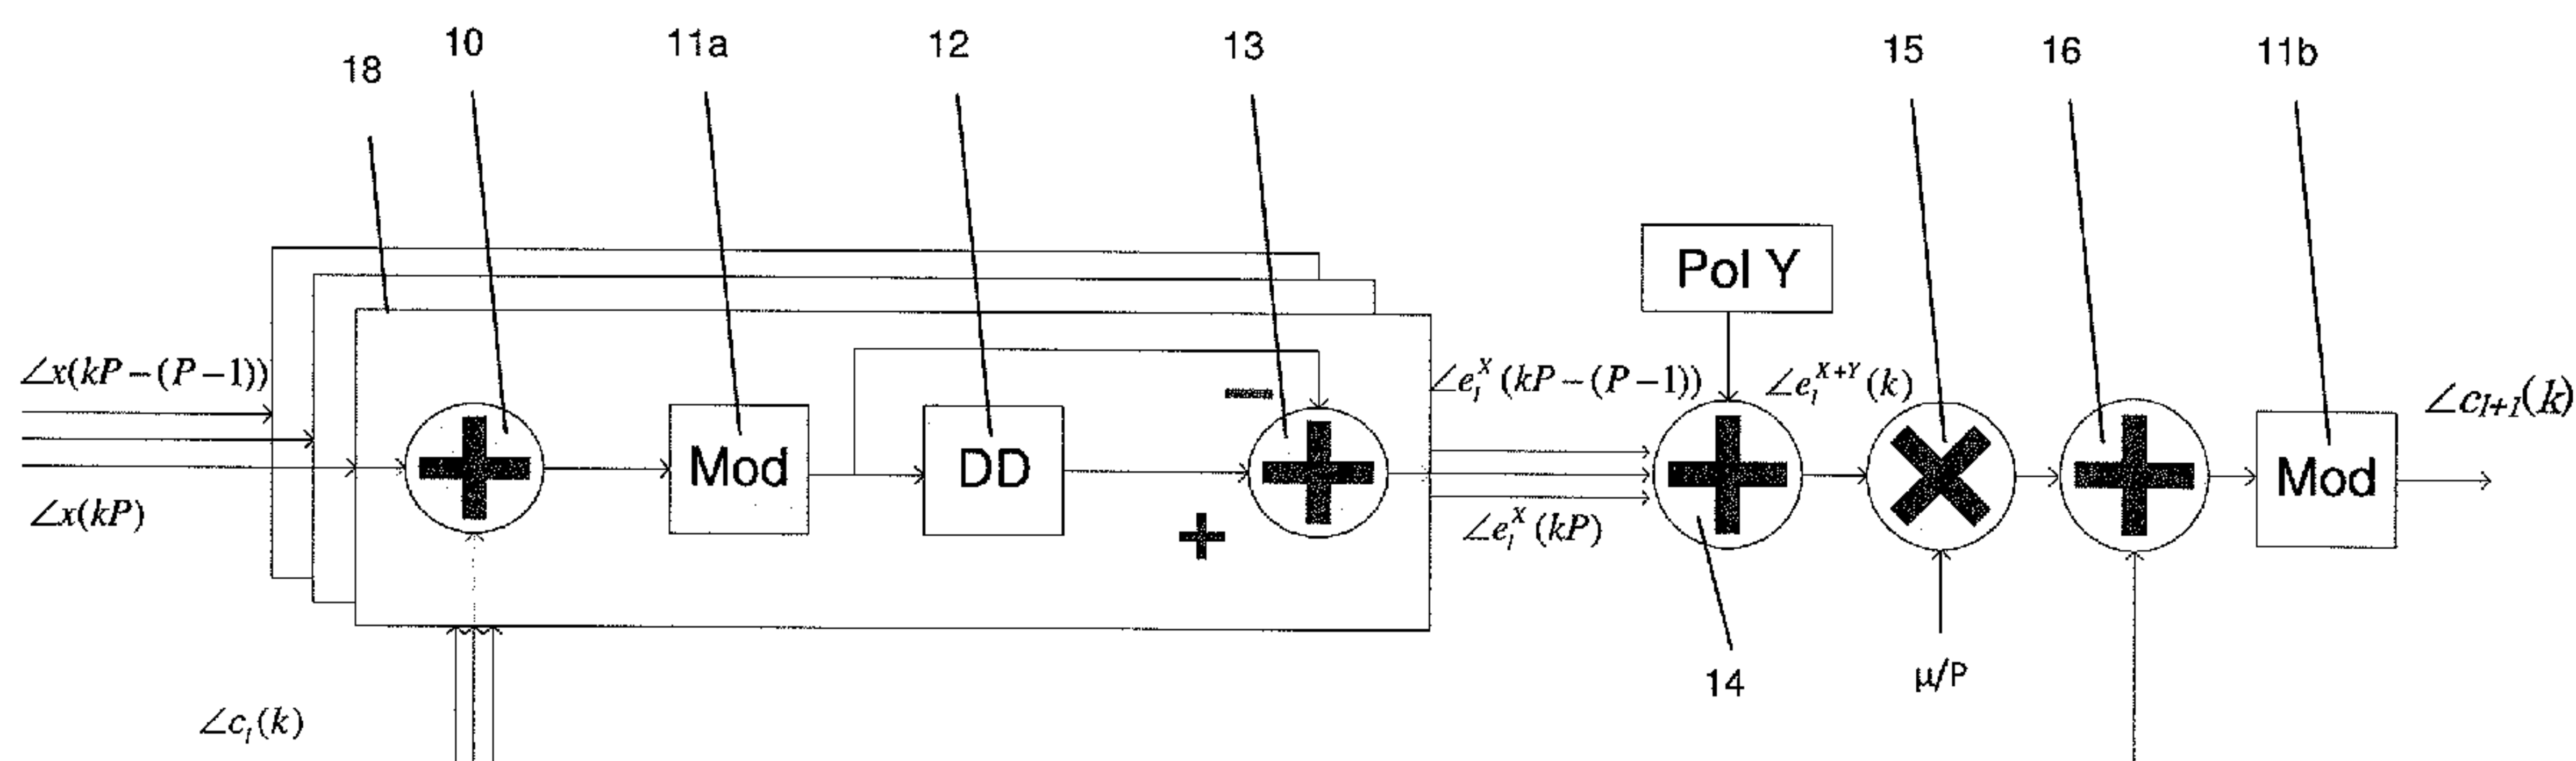 18
10
11a
12
13
15
16
11b
Pol Y
∠x(kP−(P−1))
∠x(kP)
Mod
DD
−
+
∠e_l^X(kP−(P−1))
∠e_l^X(kP)
∠e_l^{X+Y}(k)
Mod
∠c_{l+1}(k)
14
μ/P
∠c_l(k)